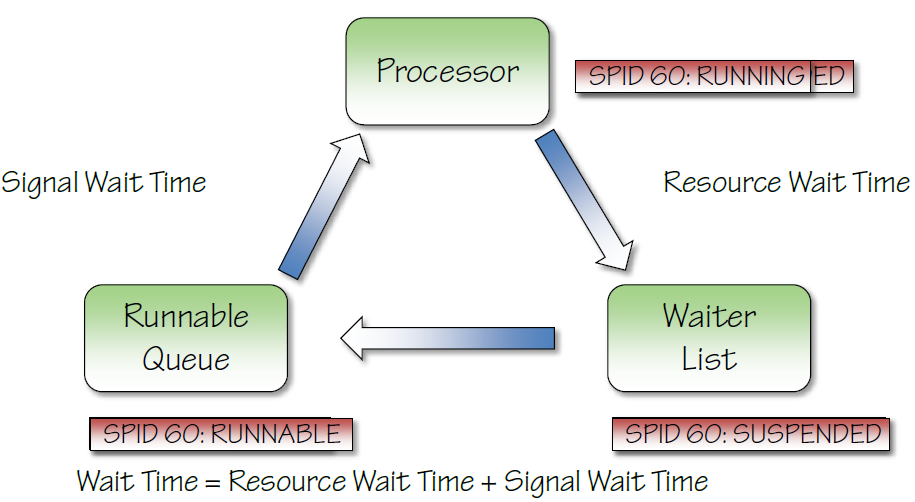 Processor
SPID 60: RUNNING ED
Signal Wait Time
Resource Wait Time
Runnable
Queue
Waiter
List
SPID 60: RUNNABLE
SPID 60: SUSPENDED
Wait Time = Resource Wait Time + Signal Wait Time